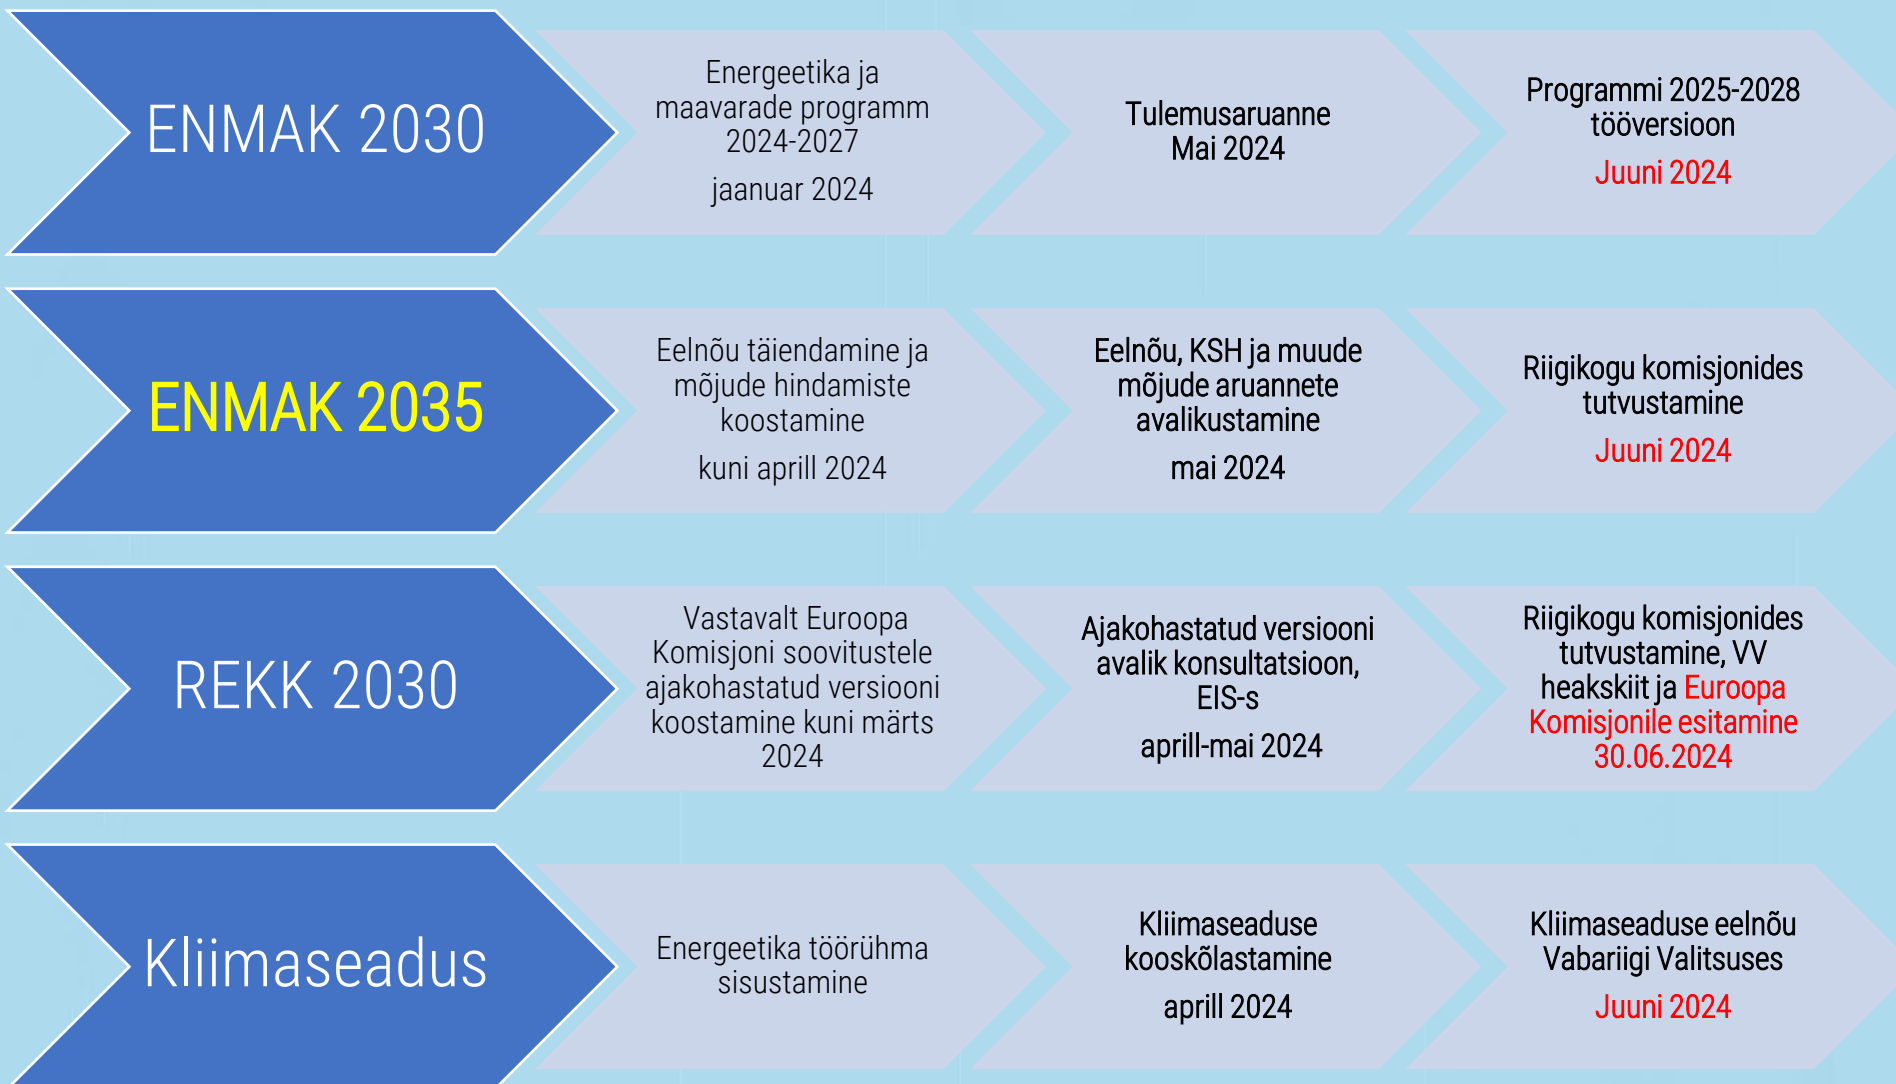 ENMAK 2030
Energeetika ja
maavarade programm
2024-2027
jaanuar 2024
Tulemusaruanne
Mai 2024
Programmi 2025-2028
tööversioon
Juuni 2024
ENMAK 2035
Eelnõu täiendamine ja
mõjude hindamiste
koostamine
kuni aprill 2024
Eelnõu, KSH ja muude
mõjude aruannete
avalikustamine
mai 2024
Riigikogu komisjonides
tutvustamine
Juuni 2024
REKK 2030
Vastavalt Euroopa
Komisjoni soovitustele
ajakohastatud versiooni
koostamine kuni märts
2024
Ajakohastatud versiooni
avalik konsultatsioon,
EIS-s
aprill-mai 2024
Riigikogu komisjonides
tutvustamine, VV
heakskiit ja Euroopa
Komisjonile esitamine
30.06.2024
Kliimaseadus
Energeetika töörühma
sisustamine
Kliimaseaduse
kooskõlastamine
aprill 2024
Kliimaseaduse eelnõu
Vabariigi Valitsuses
Juuni 2024